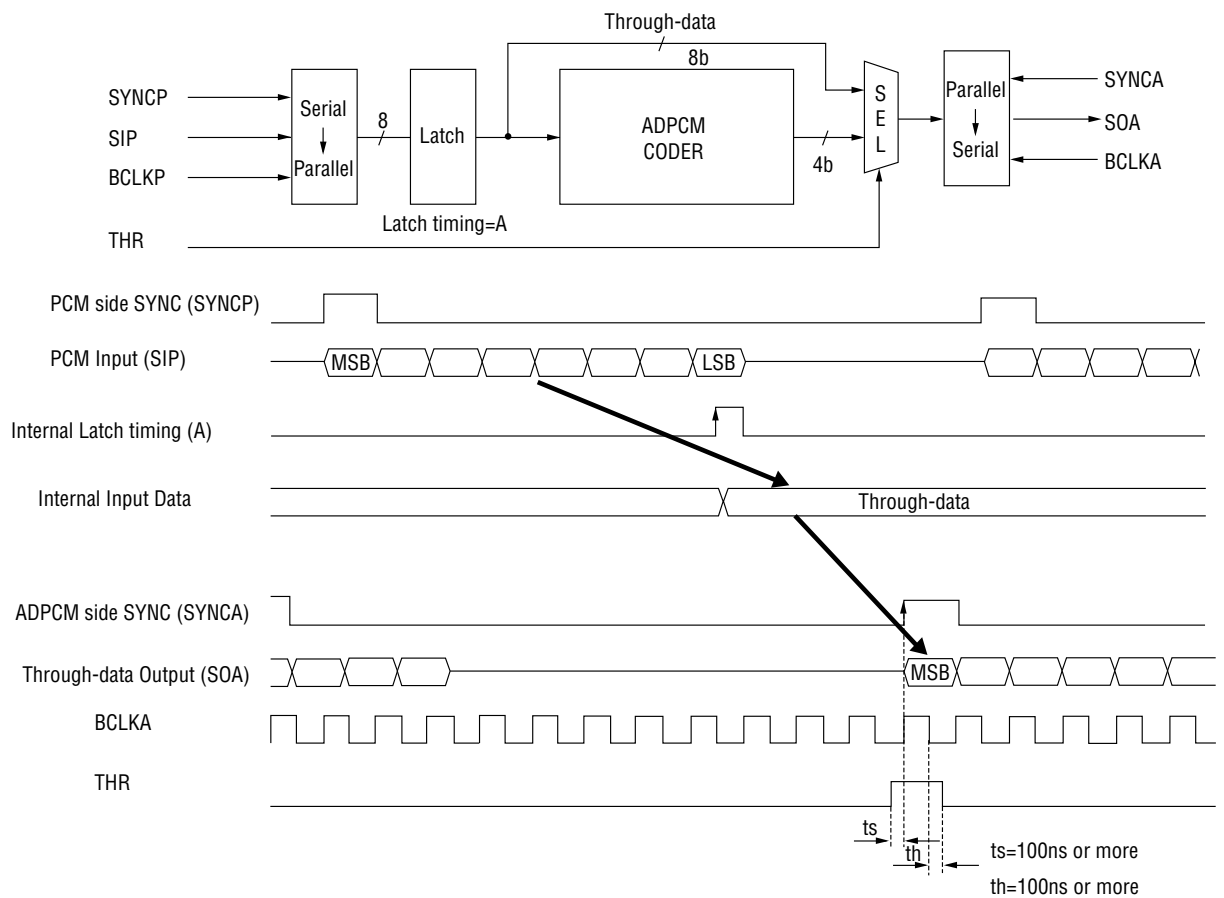 Through-data
8b
SYNCP
SIP
BCLKP
THR
Serial
Parallel
8
Latch
Latch timing=A
ADPCM
CODER
4b
S
E
L
Parallel
Serial
SYNCA
SOA
BCLKA
PCM side SYNC (SYNCP)
PCM Input (SIP)
MSB
LSB
Internal Latch timing (A)
Internal Input Data
Through-data
ADPCM side SYNC (SYNCA)
Through-data Output (SOA)
MSB
BCLKA
THR
ts
th
ts=100ns or more
th=100ns or more